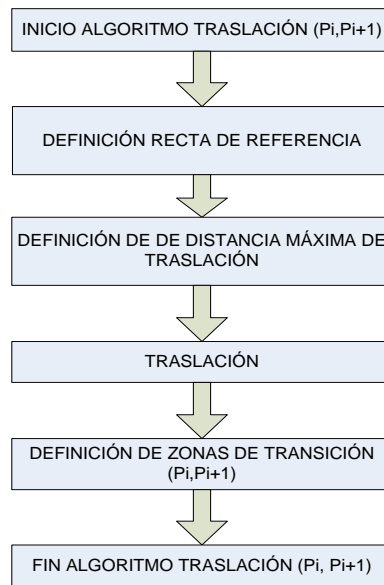 INICIO ALGORITMO TRASLACIÓN (Pi,Pi+1)
DEFINICIÓN RECTA DE REFERENCIA
DEFINICIÓN DE DE DISTANCIA MÁXIMA DE
TRASLACIÓN
TRASLACIÓN
DEFINICIÓN DE ZONAS DE TRANSICIÓN
(Pi,Pi+1)
FIN ALGORITMO TRASLACIÓN (Pi, Pi+1)